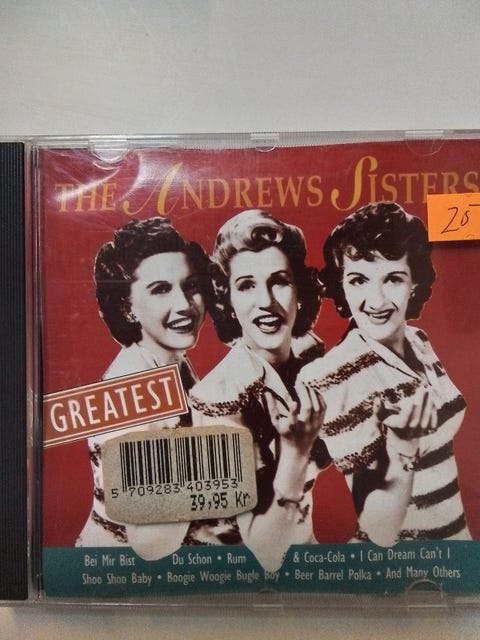 THE ANDREWS SISTERS
20
GREATEST
5 709283 403953
39,95 Kr
Bei Mir Bist Du Schon • Rum & Coca-Cola • I Can Dream Can't I
Shoo Shoo Baby • Boogie Woogie Bugle Boy • Beer Barrel Polka • And Many Others